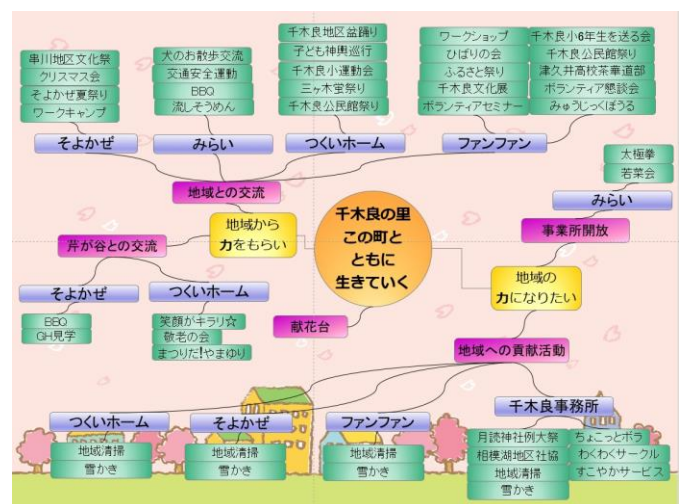 串川地区文化祭
クリスマス会
そよかぜ夏祭り
ワークキャンプ
そよかぜ
犬のお散歩交流
交通安全運動
BBQ
流しそうめん
みらい
千木良地区盆踊り
子ども神輿巡行
千木良小運動会
三ヶ木蛍祭り
千木良公民館祭り
つくいホーム
ワークショップ
ひばりの会
ふるさと祭り
千木良文化展
ボランティアセミナー
千木良小6年生を送る会
千木良公民館祭り
津久井高校茶華道部
ボランティア懇談会
みゅうじっくぼうる
ファンファン
地域との交流
地域から
力をもらい
芹が谷との交流
そよかぜ
BBQ
GH見学
つくいホーム
笑顔がキラリ☆
敬老の会
まつりだ!やまゆり
千木良の里
この町と
ともに
生きていく
献花台
太極拳
若菜会
みらい
事業所開放
地域の
力になりたい
地域への貢献活動
つくいホーム
地域清掃
雪かき
そよかぜ
地域清掃
雪かき
ファンファン
地域清掃
雪かき
千木良事務所
月読神社例大祭
相模湖地区社協
地域清掃
雪かき
ちょこっとボラ
わくわくサークル
すこやかサービス